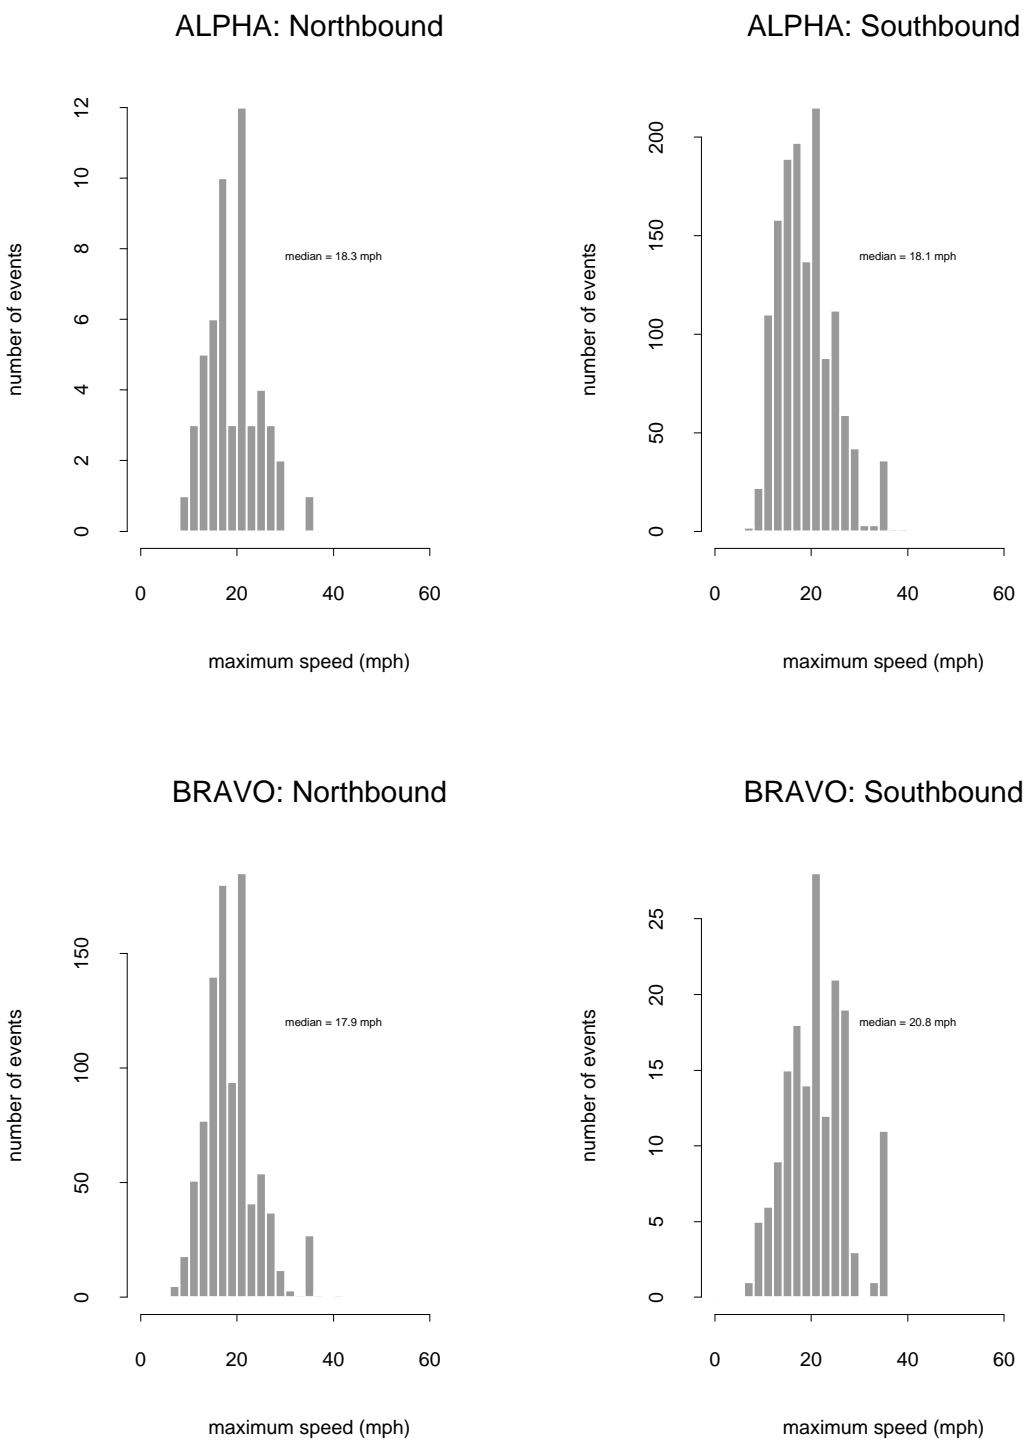 ALPHA: Northbound
number of events
12
10
8
6
4
2
0
median = 18.3 mph
0 20 40 60
maximum speed (mph)
ALPHA: Southbound
number of events
200
150
100
50
0
median = 18.1 mph
0 20 40 60
maximum speed (mph)
BRAVO: Northbound
number of events
150
100
50
0
median = 17.9 mph
0 20 40 60
maximum speed (mph)
BRAVO: Southbound
number of events
25
20
15
10
5
0
median = 20.8 mph
0 20 40 60
maximum speed (mph)